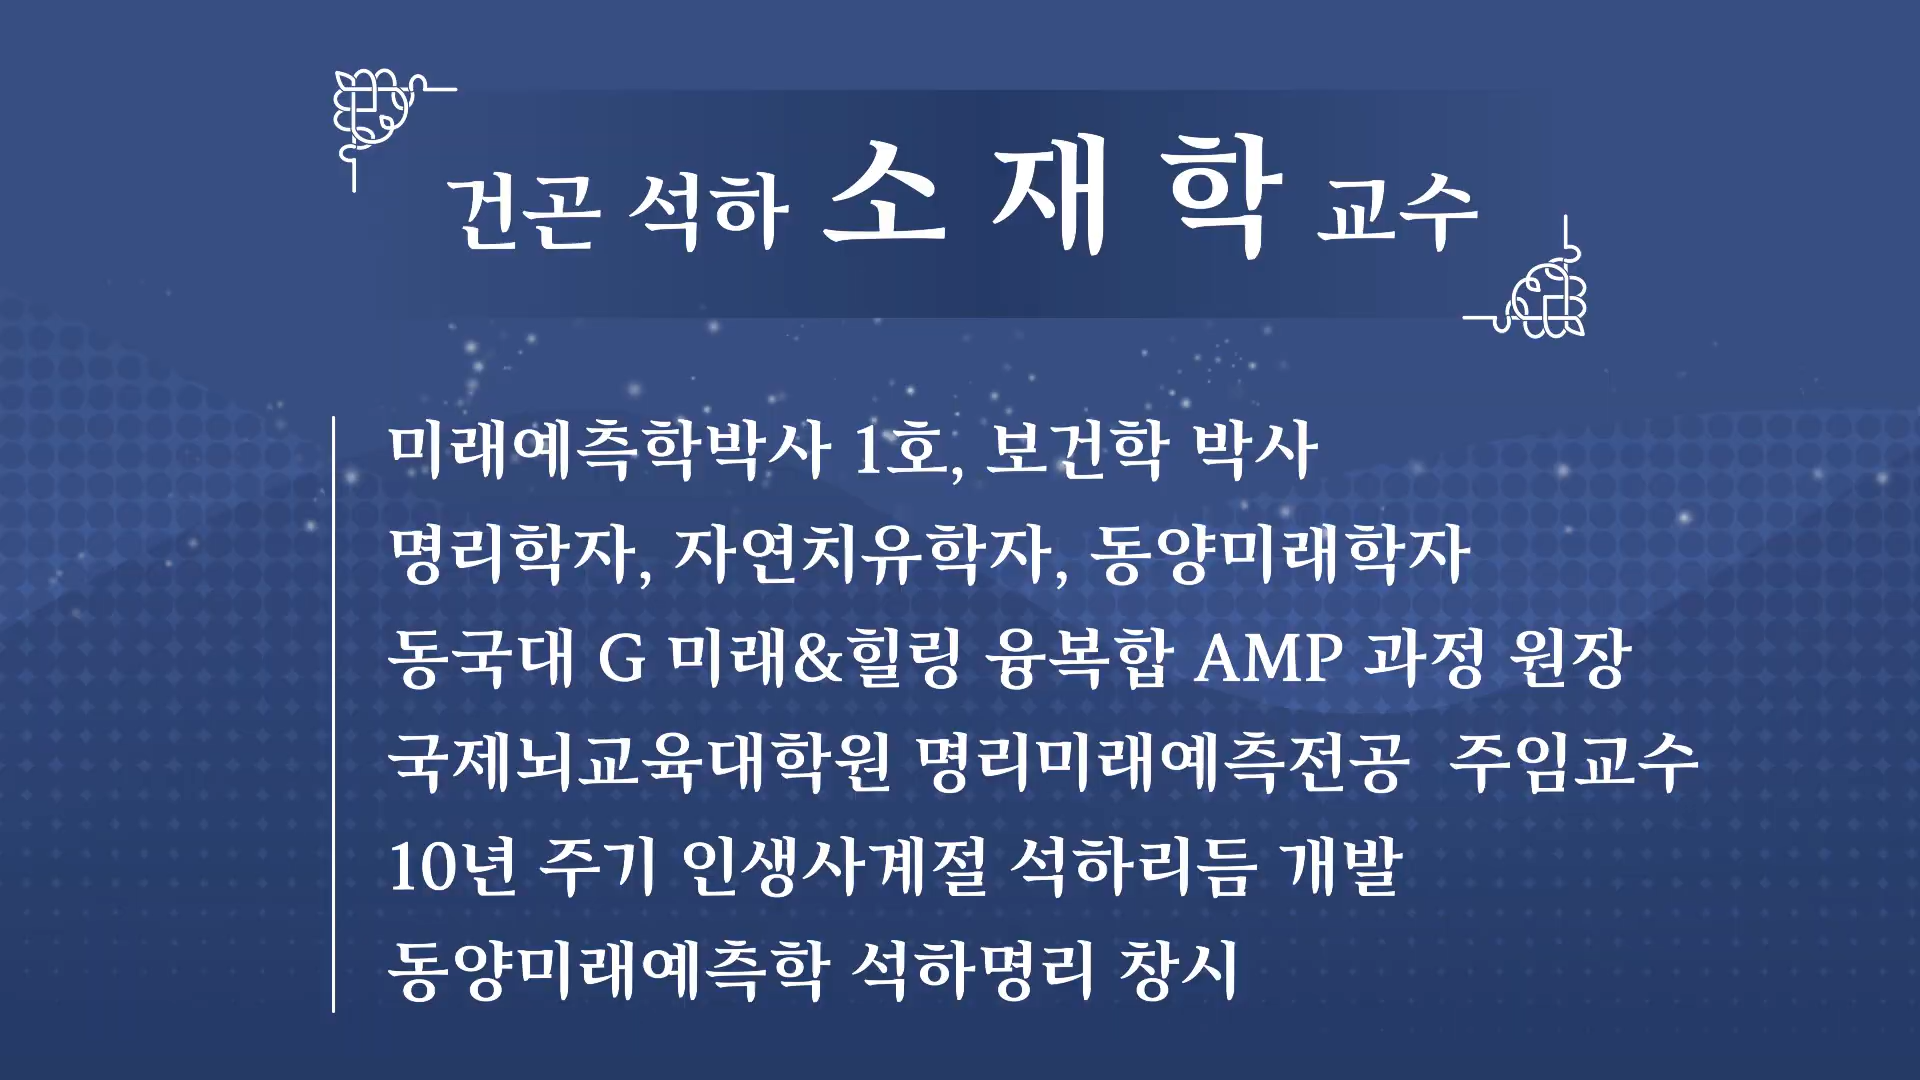 건곤 석하 소 재 학 교수
미래예측학박사 1호, 보건학 박사
명리학자, 자연치유학자, 동양미래학자
동국대 G 미래&힐링 융복합 AMP 과정 원장
국제뇌교육대학원 명리미래예측전공 주임교수
10년 주기 인생사계절 석하리듬 개발
동양미래예측학 석하명리 창시